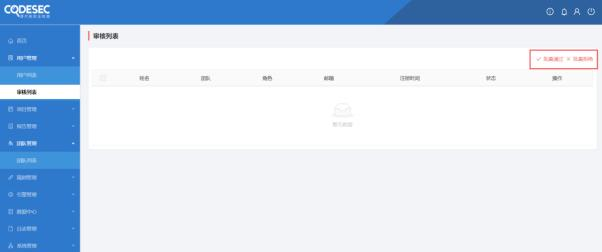 CODESEC
首页
用户管理
用户列表
审核列表
项目管理
报告管理
团队管理
团队列表
规则管理
引擎管理
数据中心
日志管理
系统管理
审核列表
批量通过 批量拒绝
姓名 团队 角色 邮箱 注册时间 状态 操作
暂无数据